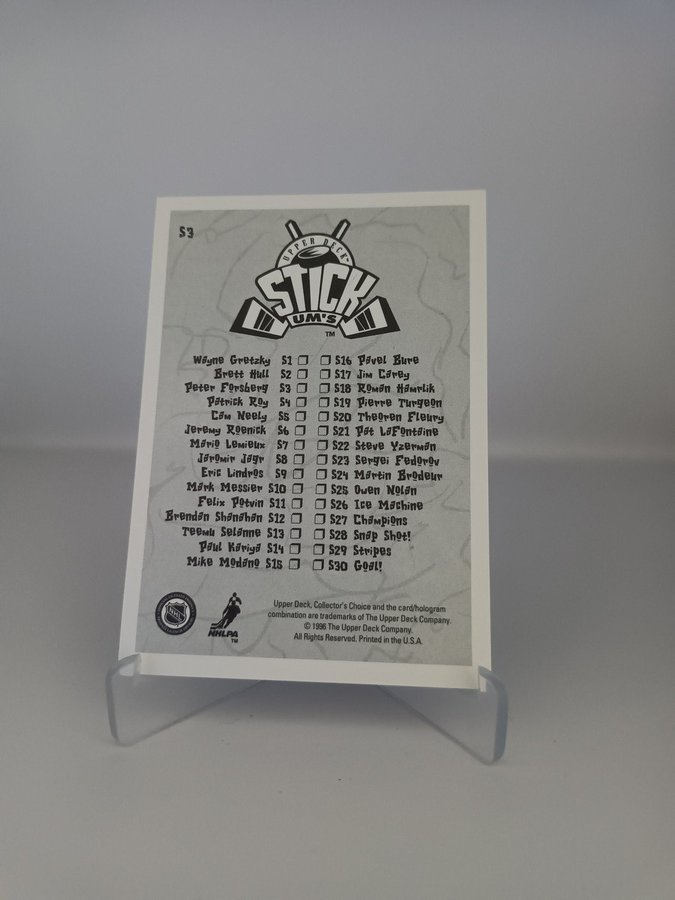 S3
UPPER DECK
STICK
UM'S
TM
Wayne Gretzky S1 S16 Pavel Bure
Brett Hull S2 S17 Jim Carey
Peter Forsberg S3 S18 Roman Hamrlik
Patrick Roy S4 S19 Pierre Turgeon
Cam Neely S5 S20 Theoren Fleury
Jeremy Roenick S6 S21 Pat LaFontaine
Mario Lemieux S7 S22 Steve Yzerman
Jaromir Jagr S8 S23 Sergei Fedorov
Eric Lindros S9 S24 Martin Brodeur
Mark Messier S10 S25 Owen Nolan
Felix Potvin S11 S26 Ice Machine
Brendan Shanahan S12 S27 Champions
Teemu Selanne S13 S28 Snap Shot!
Paul Kariya S14 S29 Stripes
Mike Modano S15 S30 Goal!
NHL
NHLPA
TM
Upper Deck, Collector's Choice and the card/hologram
combination are trademarks of The Upper Deck Company.
© 1996 The Upper Deck Company.
All Rights Reserved. Printed in the U.S.A.